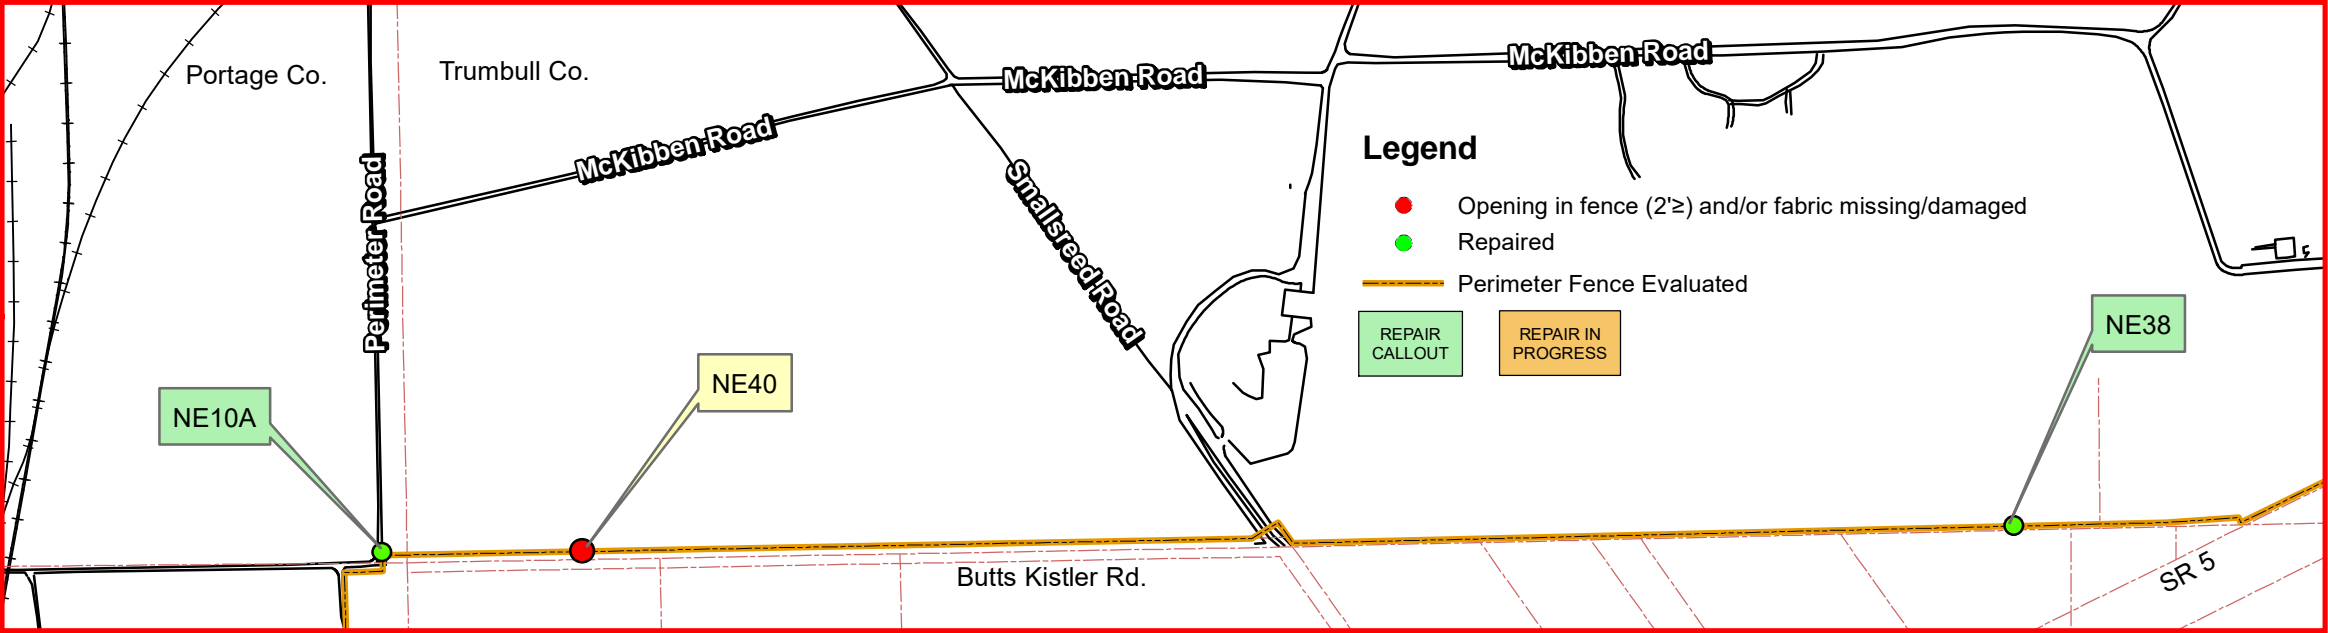 Portage Co.
Trumbull Co.
McKibben Road
McKibben Road
McKibben Road
Perimeter Road
Smallsreed Road
Legend
Opening in fence (2'≥) and/or fabric missing/damaged
Repaired
Perimeter Fence Evaluated
REPAIR
CALLOUT
REPAIR IN
PROGRESS
NE38
NE40
NE10A
Butts Kistler Rd.
SR 5